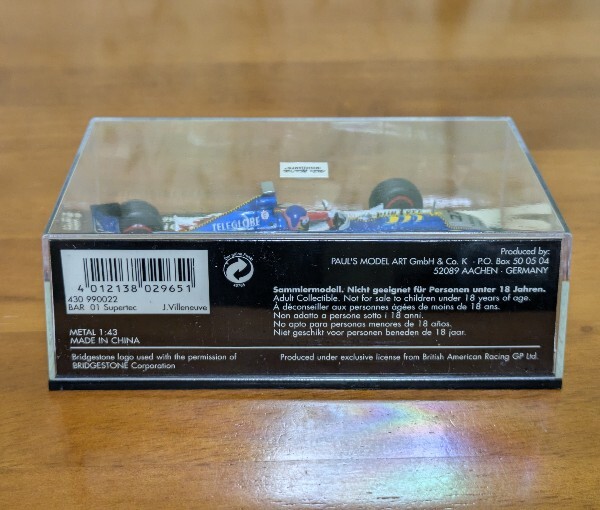 TELEGLOBE
4 012138 029651
430 990022
BAR 01 Supertec J.Villeneuve
METAL 1:43
MADE IN CHINA
Bridgestone logo used with the permission of
BRIDGESTONE Corporation
Produced by:
PAUL'S MODEL ART GmbH & Co. K · P.O. Box 50 05 04
52089 AACHEN · GERMANY
Sammlermodell. Nicht geeignet für Personen unter 18 Jahren.
Adult Collectible. Not for sale to children under 18 years of age.
A déconseiller aux personnes âgées de moins de 18 ans.
Non adatto a persone sotto i 18 anni.
No apto para personas menores de 18 años.
Niet geschikt voor personen beneden de 18 jaar.
Produced under exclusive license from British American Racing GP Ltd.